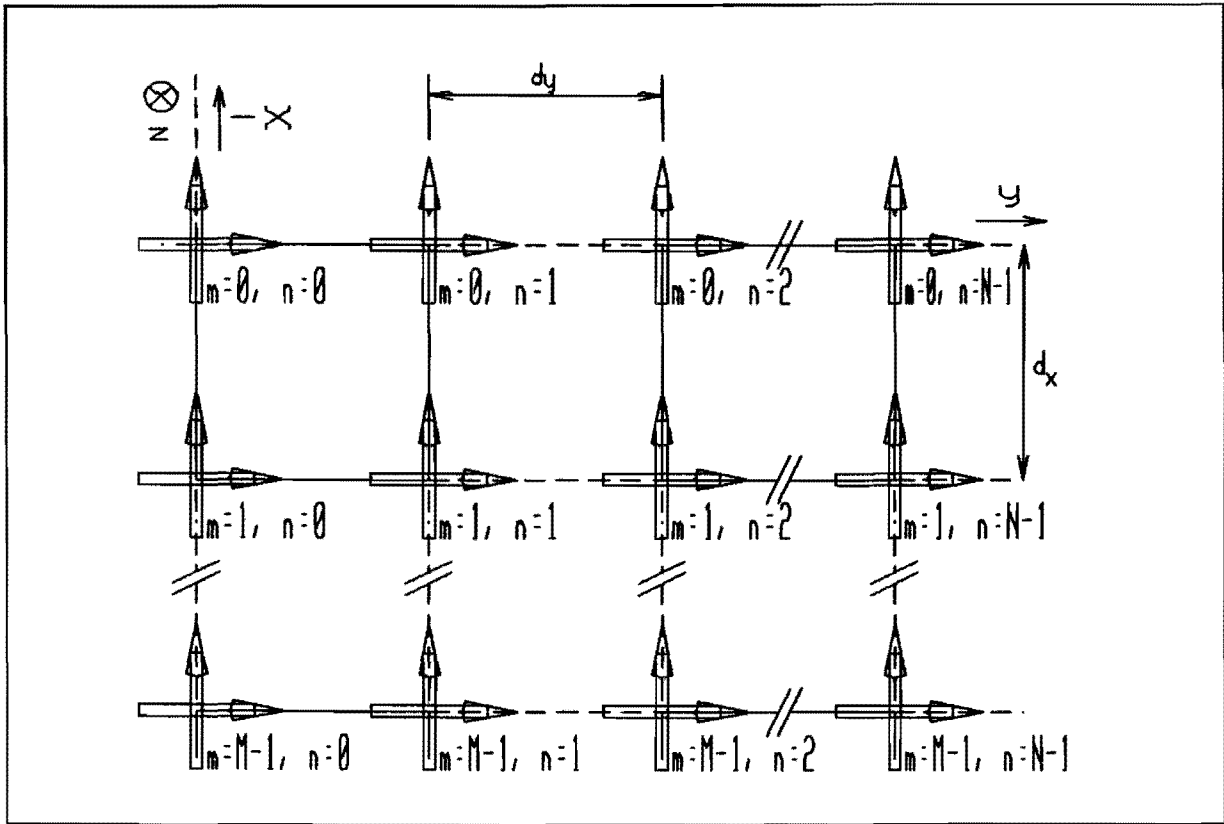 dy
z
-X
y
m=0, n=0 m=0, n=1 m=0, n=2 m=0, n=N-1
dx
m=1, n=0 m=1, n=1 m=1, n=2 m=1, n=N-1
m=M-1, n=0 m=M-1, n=1 m=M-1, n=2 m=M-1, n=N-1